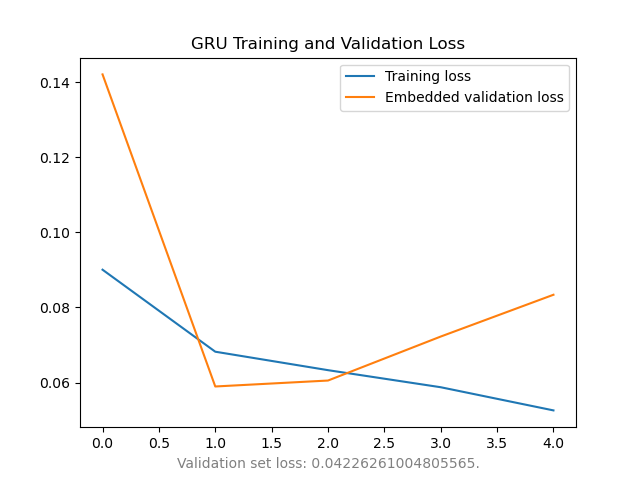 GRU Training and Validation Loss
Training loss
Embedded validation loss
0.14
0.12
0.10
0.08
0.06
0.0 0.5 1.0 1.5 2.0 2.5 3.0 3.5 4.0
Validation set loss: 0.04226261004805565.